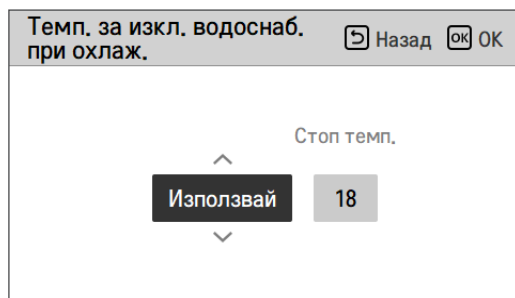 Темп. за изкл. водоснаб.
при охлаж.
Назад OK OK
Стоп темп.
Използвай 18